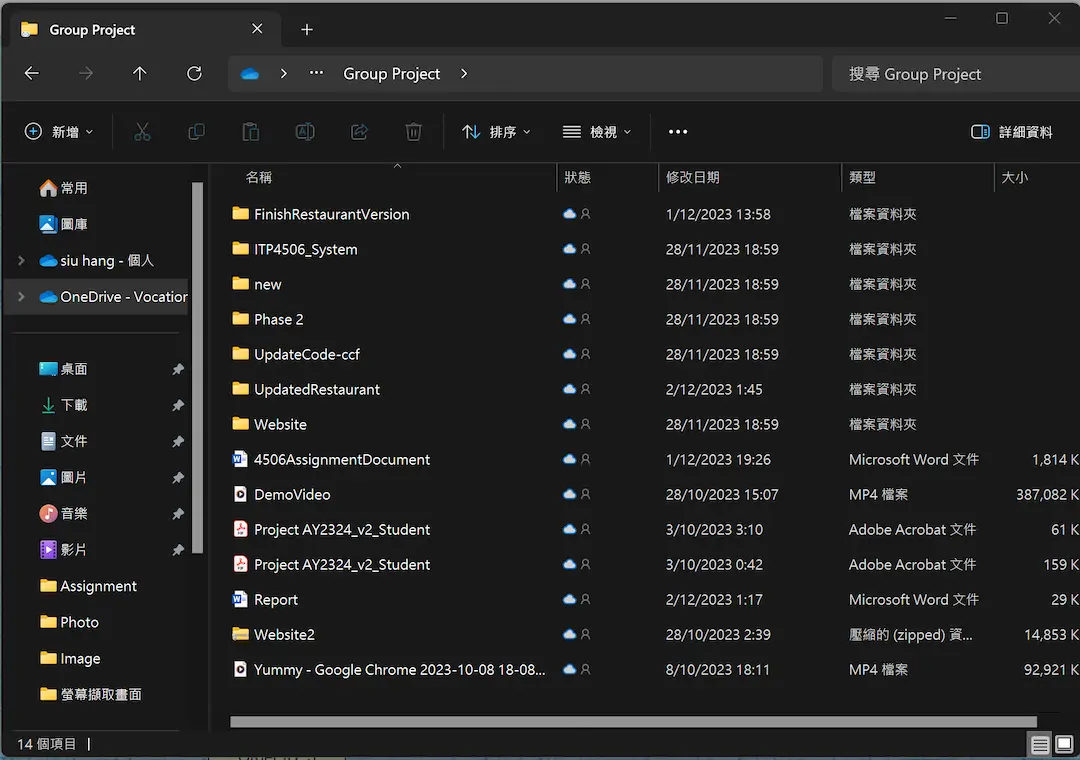 Group Project
Group Project
搜尋 Group Project
新增
排序
檢視
詳細資料
常用
圖庫
siu hang - 個人
OneDrive - Vocation
桌面
下載
文件
圖片
音樂
影片
Assignment
Photo
Image
螢幕擷取畫面
名稱 狀態 修改日期 類型 大小
FinishRestaurantVersion 1/12/2023 13:58 檔案資料夾
ITP4506_System 28/11/2023 18:59 檔案資料夾
new 28/11/2023 18:59 檔案資料夾
Phase 2 28/11/2023 18:59 檔案資料夾
UpdateCode-ccf 28/11/2023 18:59 檔案資料夾
UpdatedRestaurant 2/12/2023 1:45 檔案資料夾
Website 28/11/2023 18:59 檔案資料夾
4506AssignmentDocument 1/12/2023 19:26 Microsoft Word 文件 1,814 K
DemoVideo 28/10/2023 15:07 MP4 檔案 387,082 K
Project AY2324_v2_Student 3/10/2023 3:10 Adobe Acrobat 文件 61 K
Project AY2324_v2_Student 3/10/2023 0:42 Adobe Acrobat 文件 159 K
Report 2/12/2023 1:17 Microsoft Word 文件 29 K
Website2 28/10/2023 2:39 壓縮的 (zipped) 資... 14,853 K
Yummy - Google Chrome 2023-10-08 18-08... 8/10/2023 18:11 MP4 檔案 92,921 K
14 個項目